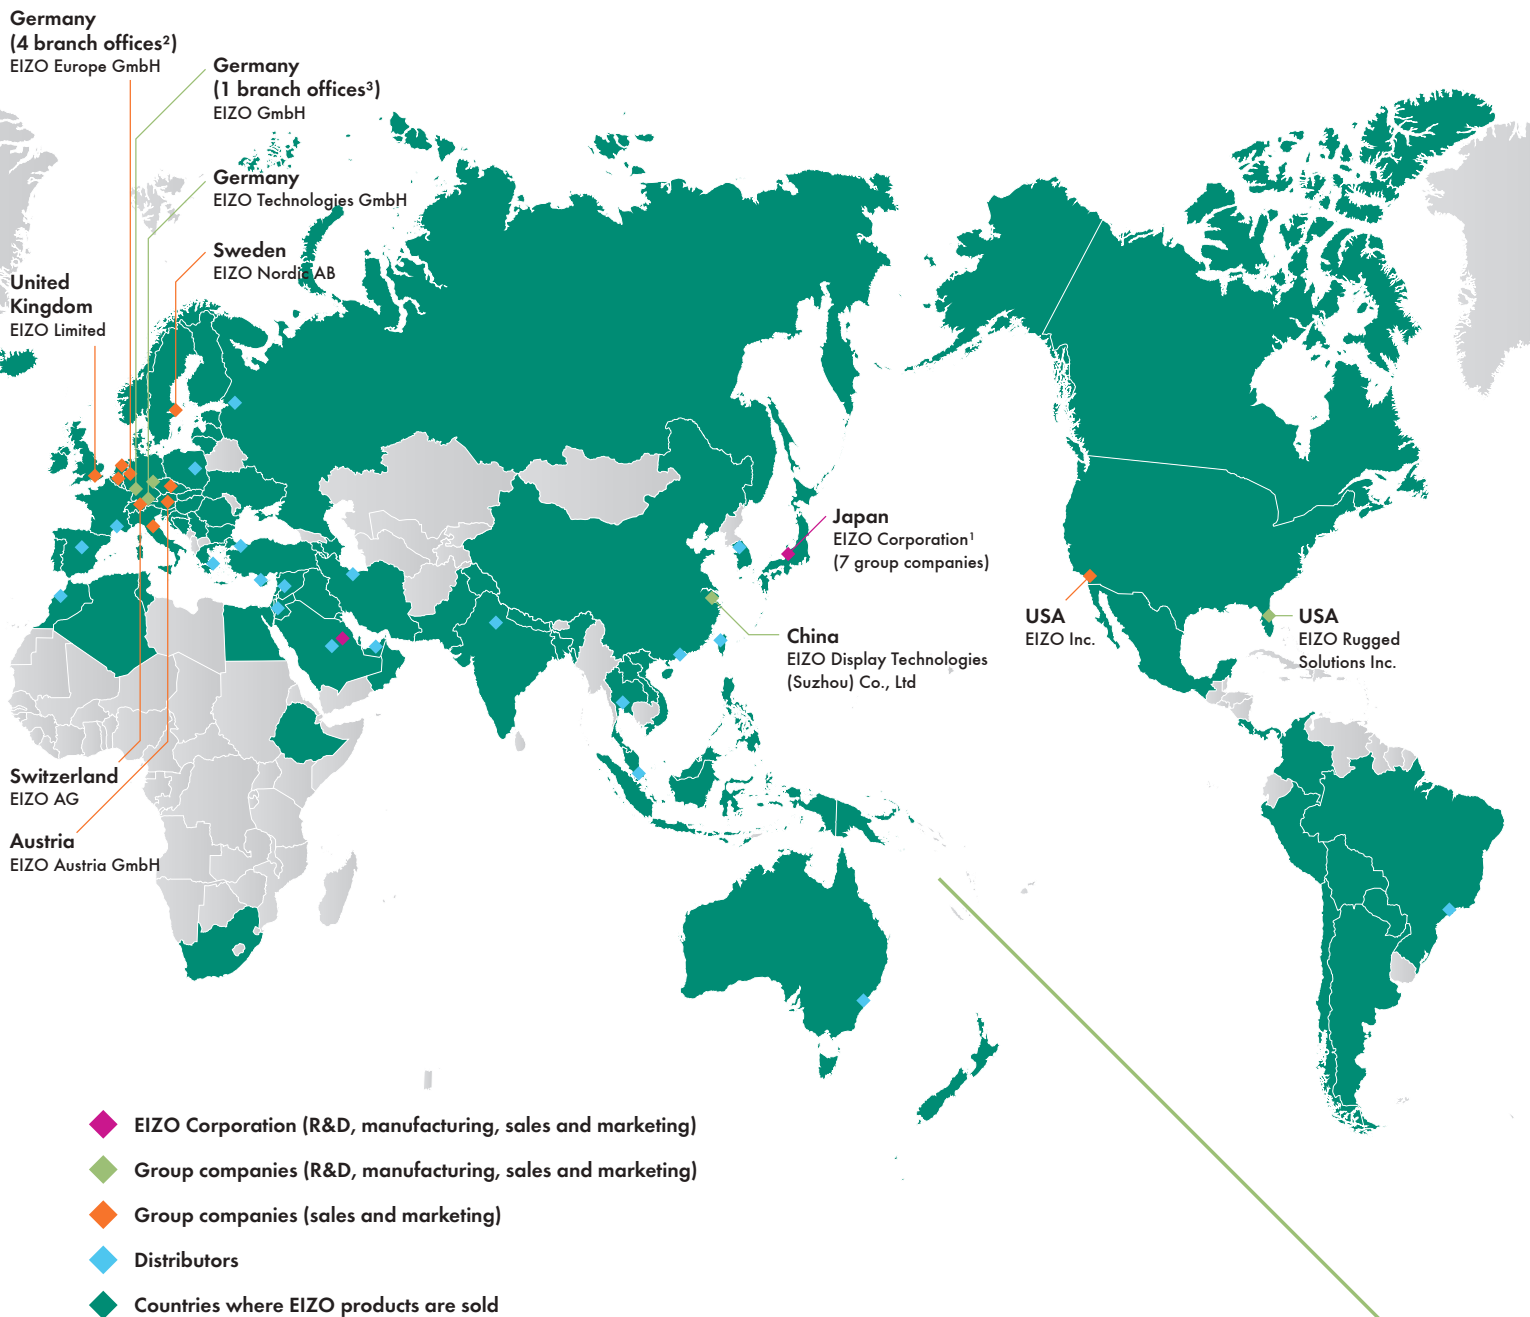 Germany
(4 branch offices²)
EIZO Europe GmbH
Germany
(1 branch offices³)
EIZO GmbH
Germany
EIZO Technologies GmbH
Sweden
EIZO Nordic AB
United
Kingdom
EIZO Limited
Japan
EIZO Corporation¹
(7 group companies)
China
EIZO Display Technologies
(Suzhou) Co., Ltd
USA
EIZO Inc.
USA
EIZO Rugged
Solutions Inc.
Switzerland
EIZO AG
Austria
EIZO Austria GmbH
EIZO Corporation (R&D, manufacturing, sales and marketing)
Group companies (R&D, manufacturing, sales and marketing)
Group companies (sales and marketing)
Distributors
Countries where EIZO products are sold